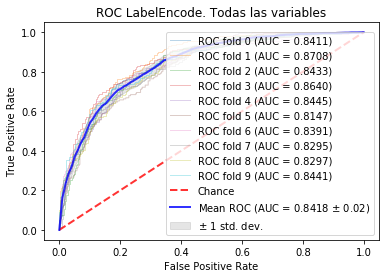 ROC LabelEncode. Todas las variables
True Positive Rate
1.0
0.8
0.6
0.4
0.2
0.0
ROC fold 0 (AUC = 0.8411)
ROC fold 1 (AUC = 0.8708)
ROC fold 2 (AUC = 0.8433)
ROC fold 3 (AUC = 0.8640)
ROC fold 4 (AUC = 0.8445)
ROC fold 5 (AUC = 0.8147)
ROC fold 6 (AUC = 0.8391)
ROC fold 7 (AUC = 0.8295)
ROC fold 8 (AUC = 0.8297)
ROC fold 9 (AUC = 0.8441)
Chance
Mean ROC (AUC = 0.8418 ± 0.02)
± 1 std. dev.
0.0 0.2 0.4 0.6 0.8 1.0
False Positive Rate